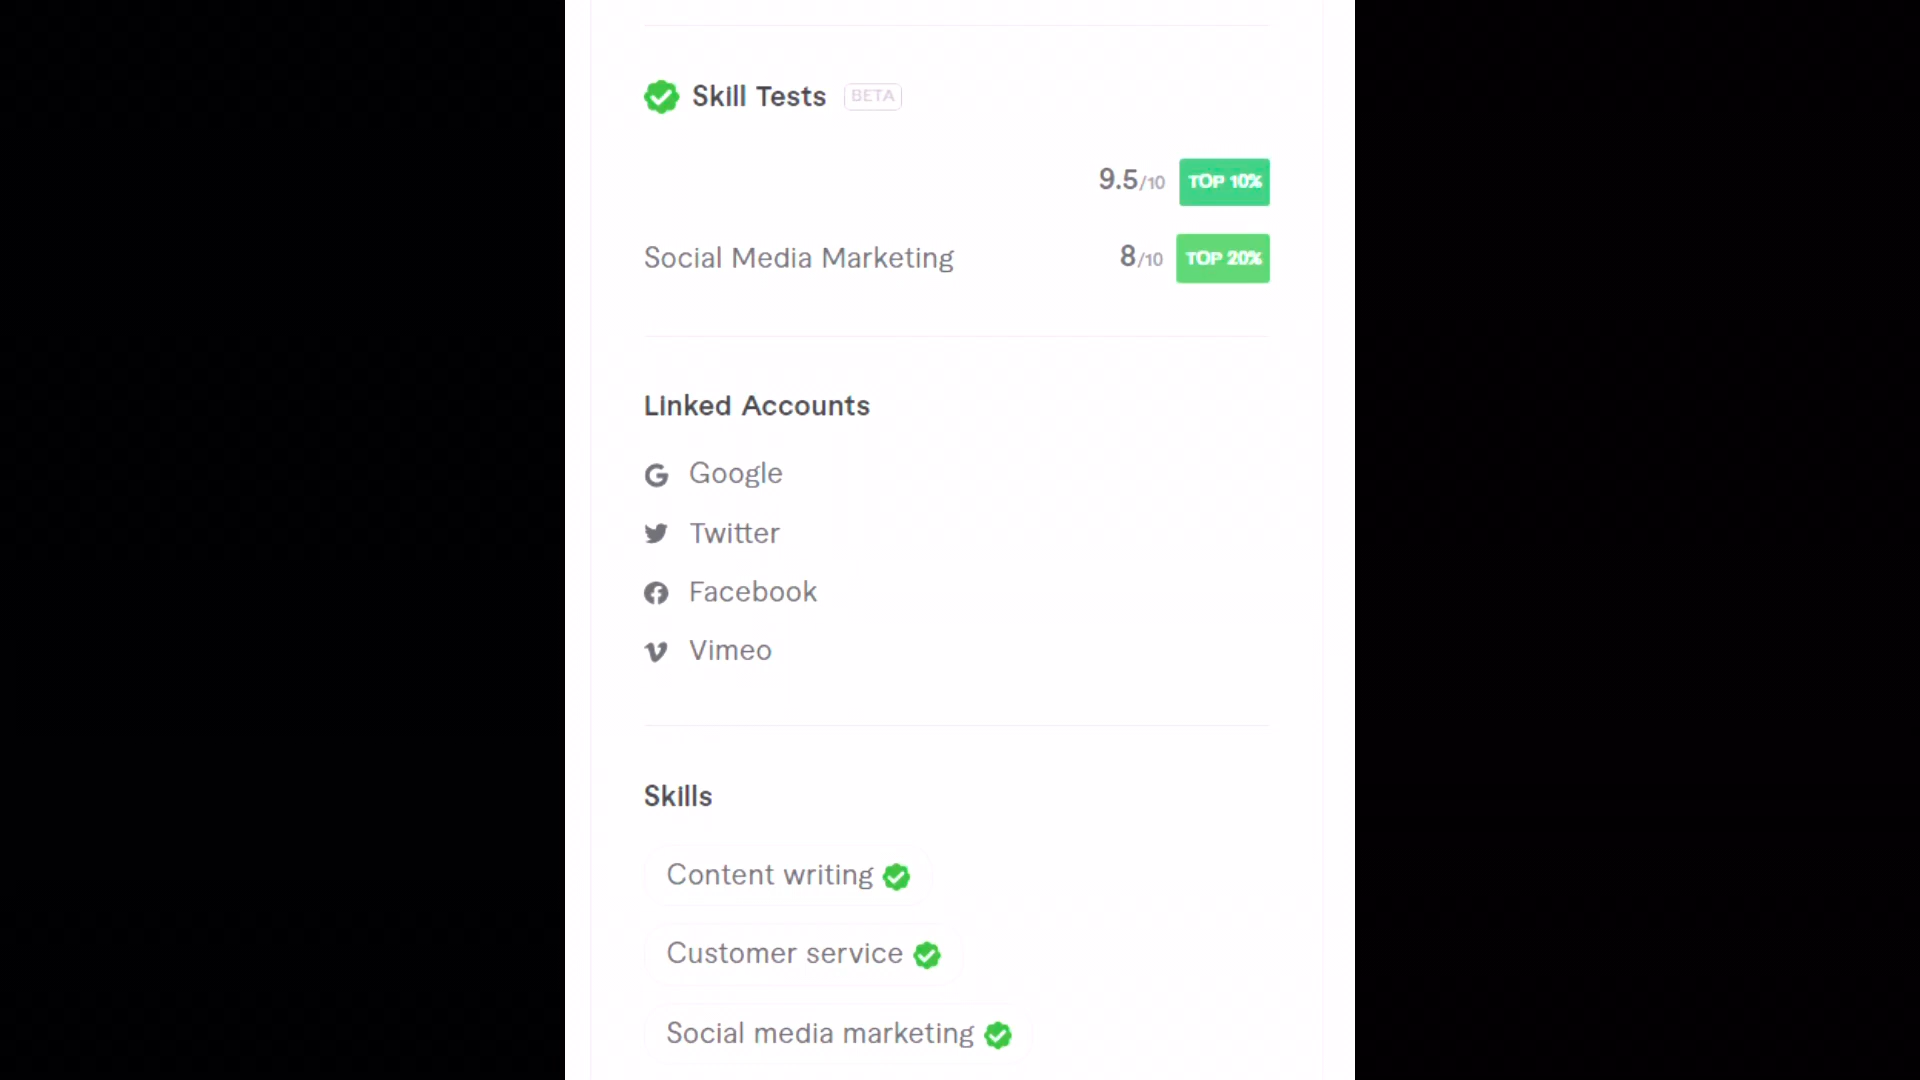 Skill Tests BETA
9.5/10 TOP 10%
Social Media Marketing 8/10 TOP 20%
Linked Accounts
Google
Twitter
Facebook
Vimeo
Skills
Content writing
Customer service
Social media marketing